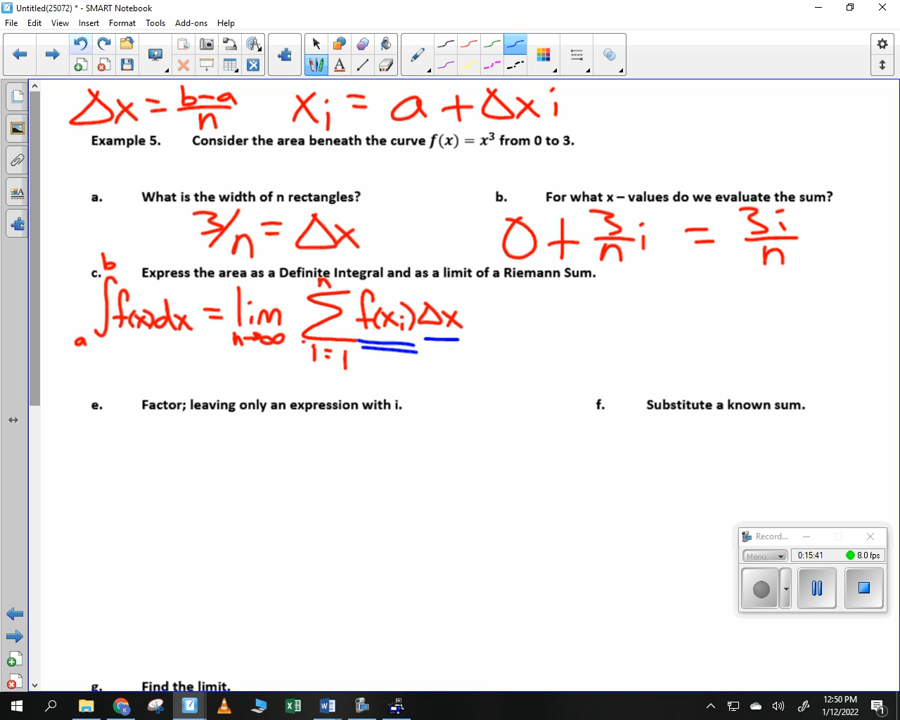 Untitled(25072) * - SMART Notebook
File Edit View Insert Format Tools Add-ons Help
Δx = b-a/n xᵢ = a + Δx i
Example 5. Consider the area beneath the curve f(x) = x³ from 0 to 3.
a. What is the width of n rectangles? b. For what x – values do we evaluate the sum?
3/n = Δx 0 + 3/n i = 3i/n
c. Express the area as a Definite Integral and as a limit of a Riemann Sum.
∫ₐᵇ f(x)dx = lim n→∞ ∑ⁿ i=1 f(xᵢ) Δx
e. Factor; leaving only an expression with i. f. Substitute a known sum.
Record...
Menu 0:15:41 8.0 fps
g. Find the limit.
12:50 PM
1/12/2022